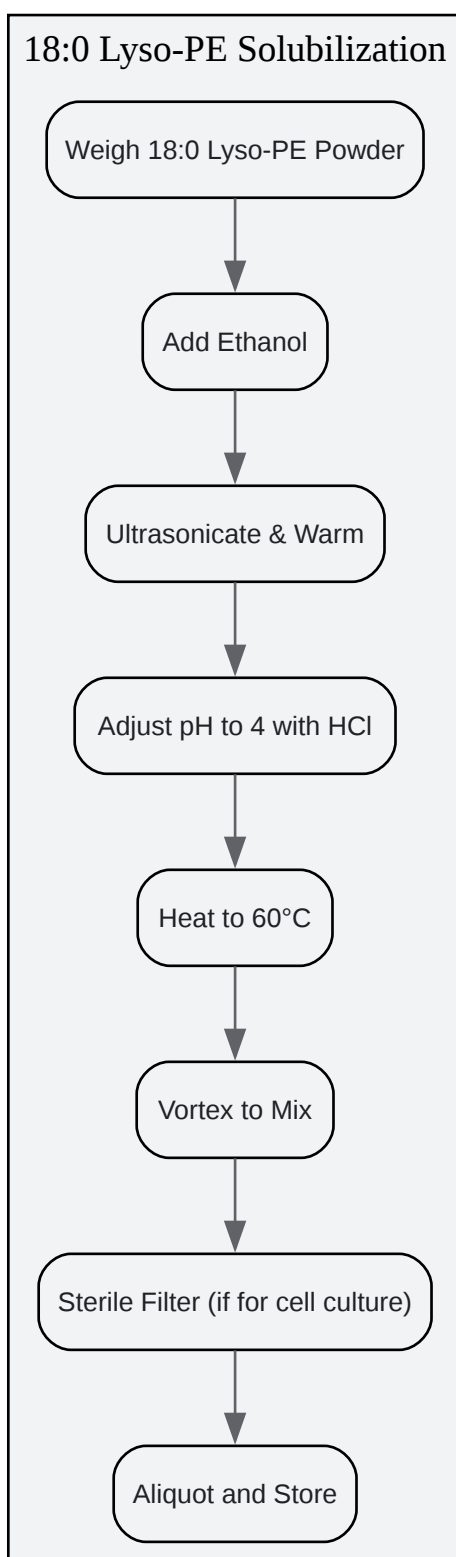 18:0 Lyso-PE Solubilization
Weigh 18:0 Lyso-PE Powder
Add Ethanol
Ultrasonicate & Warm
Adjust pH to 4 with HCl
Heat to 60°C
Vortex to Mix
Sterile Filter (if for cell culture)
Aliquot and Store